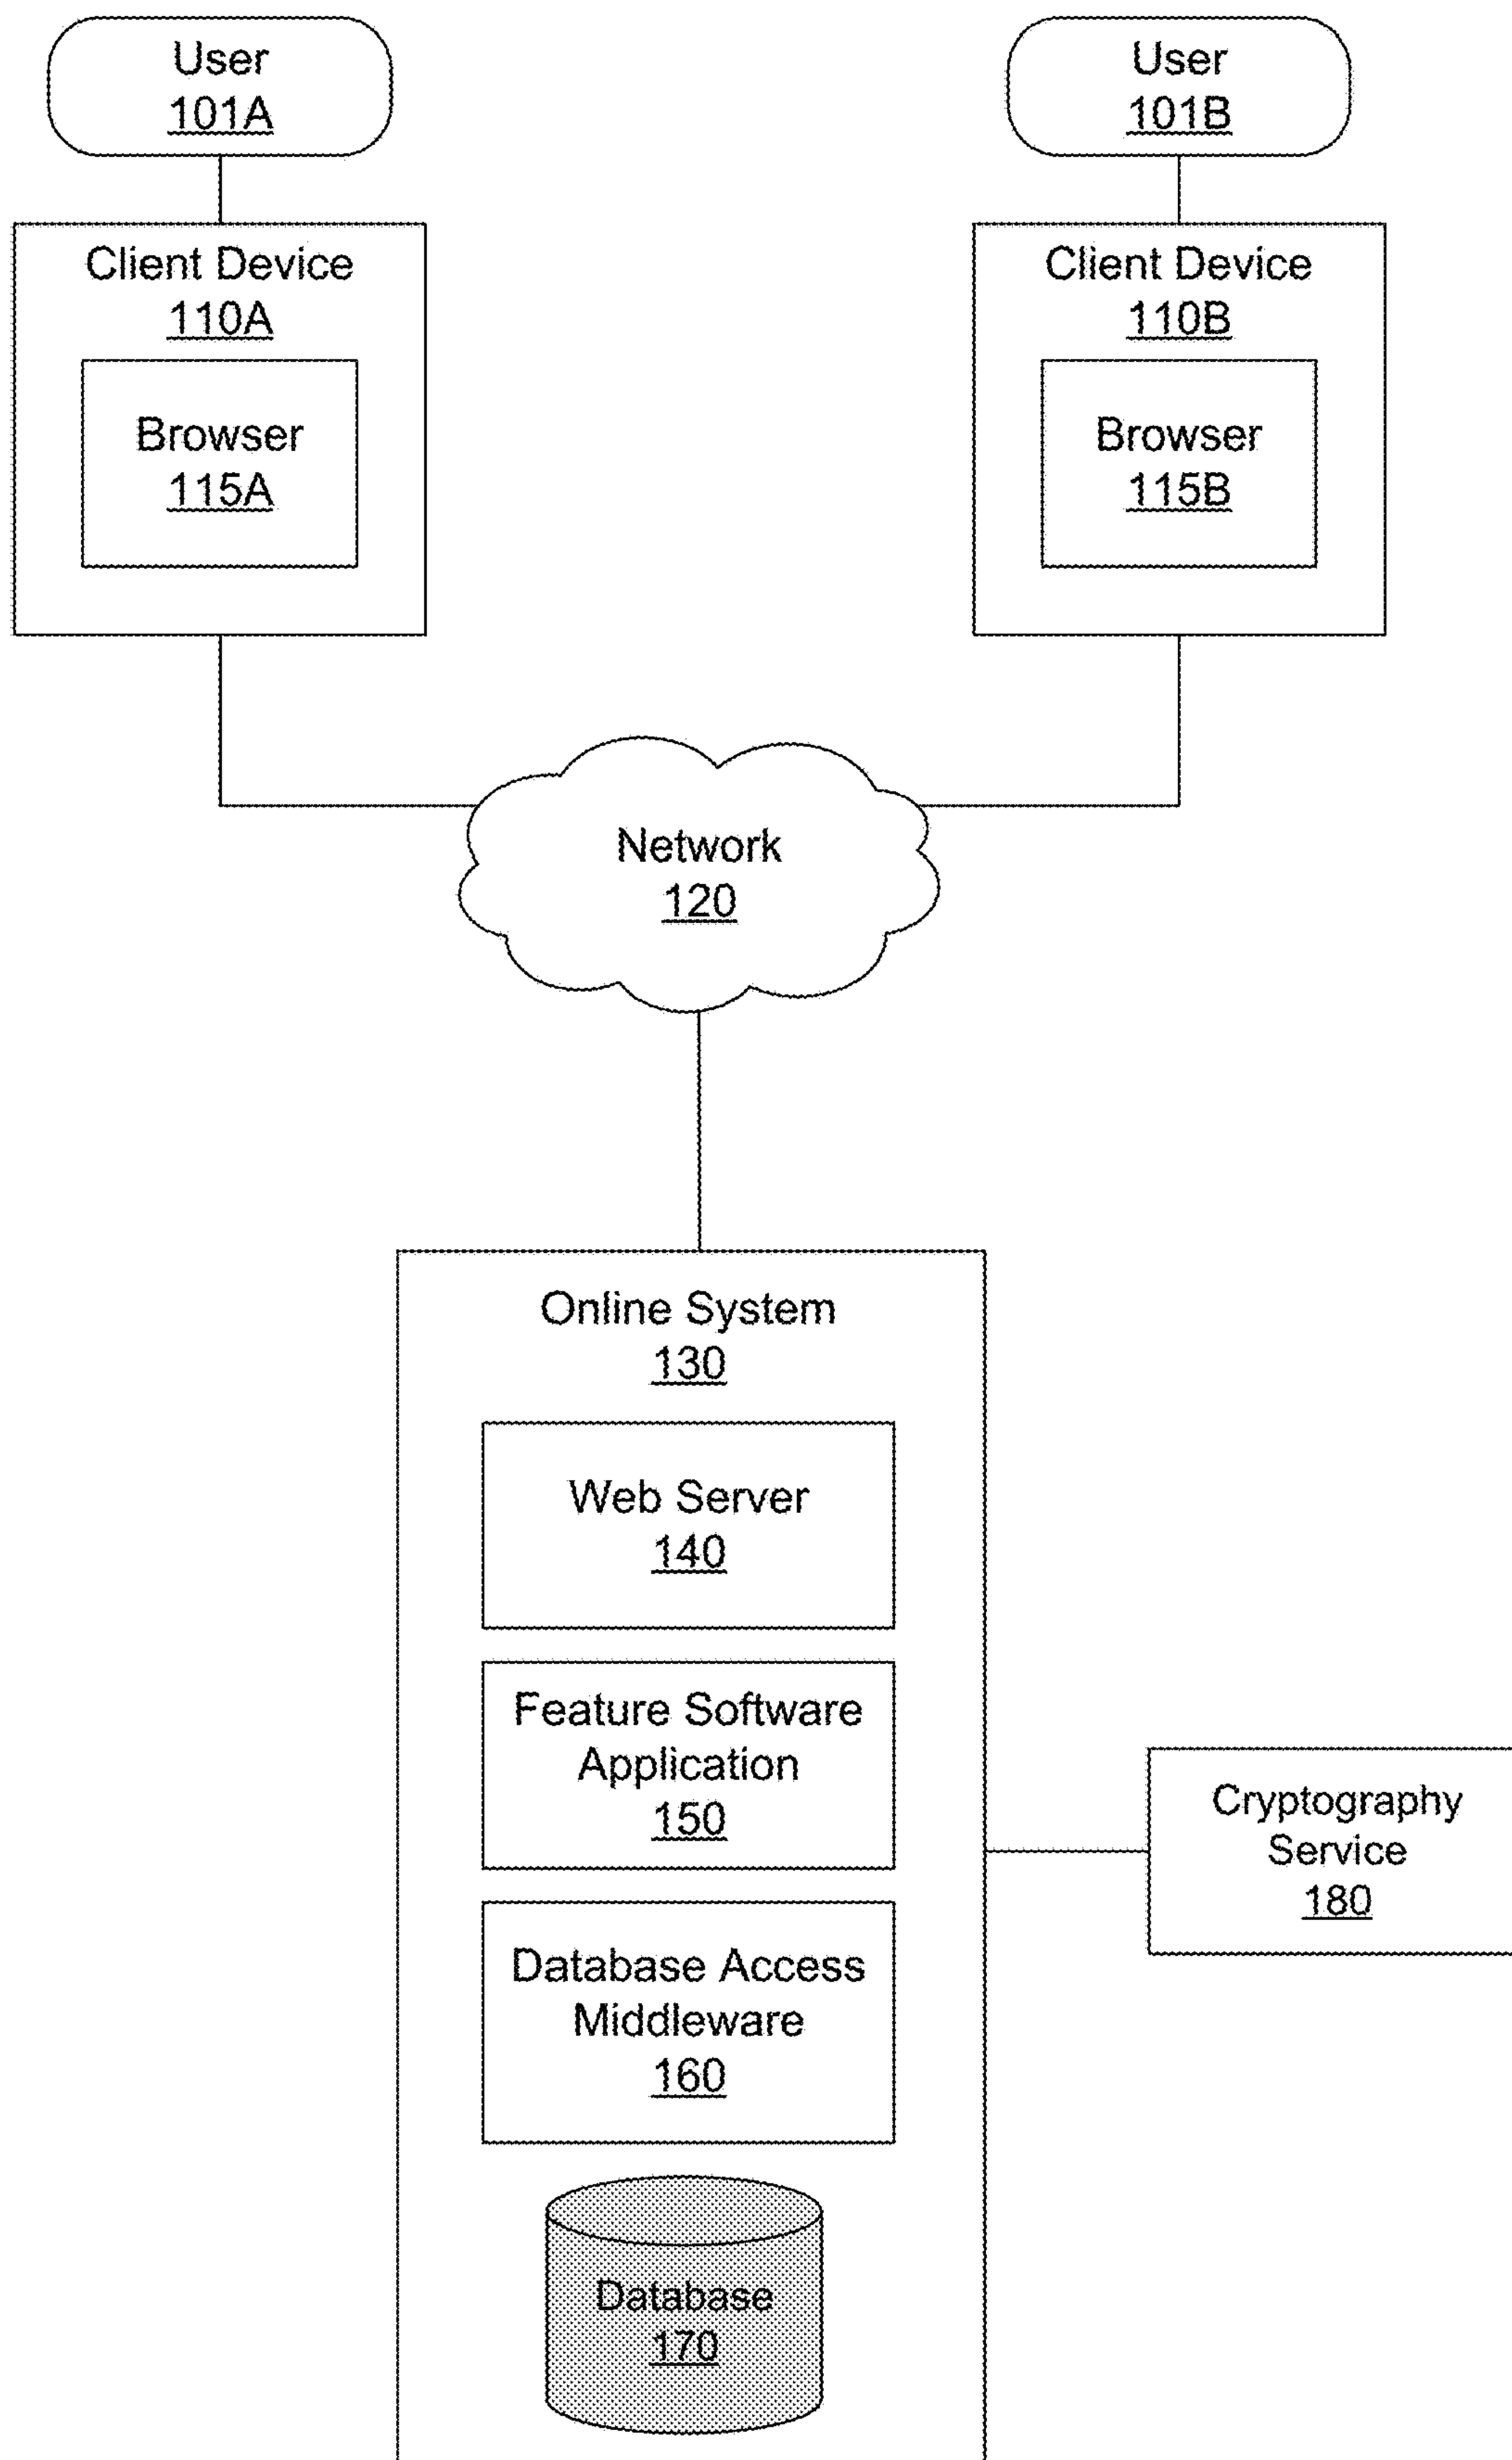 User
101A
User
101B
Client Device
110A
Client Device
110B
Browser
115A
Browser
115B
Network
120
Online System
130
Web Server
140
Feature Software
Application
150
Cryptography
Service
180
Database Access
Middleware
160
Database
170